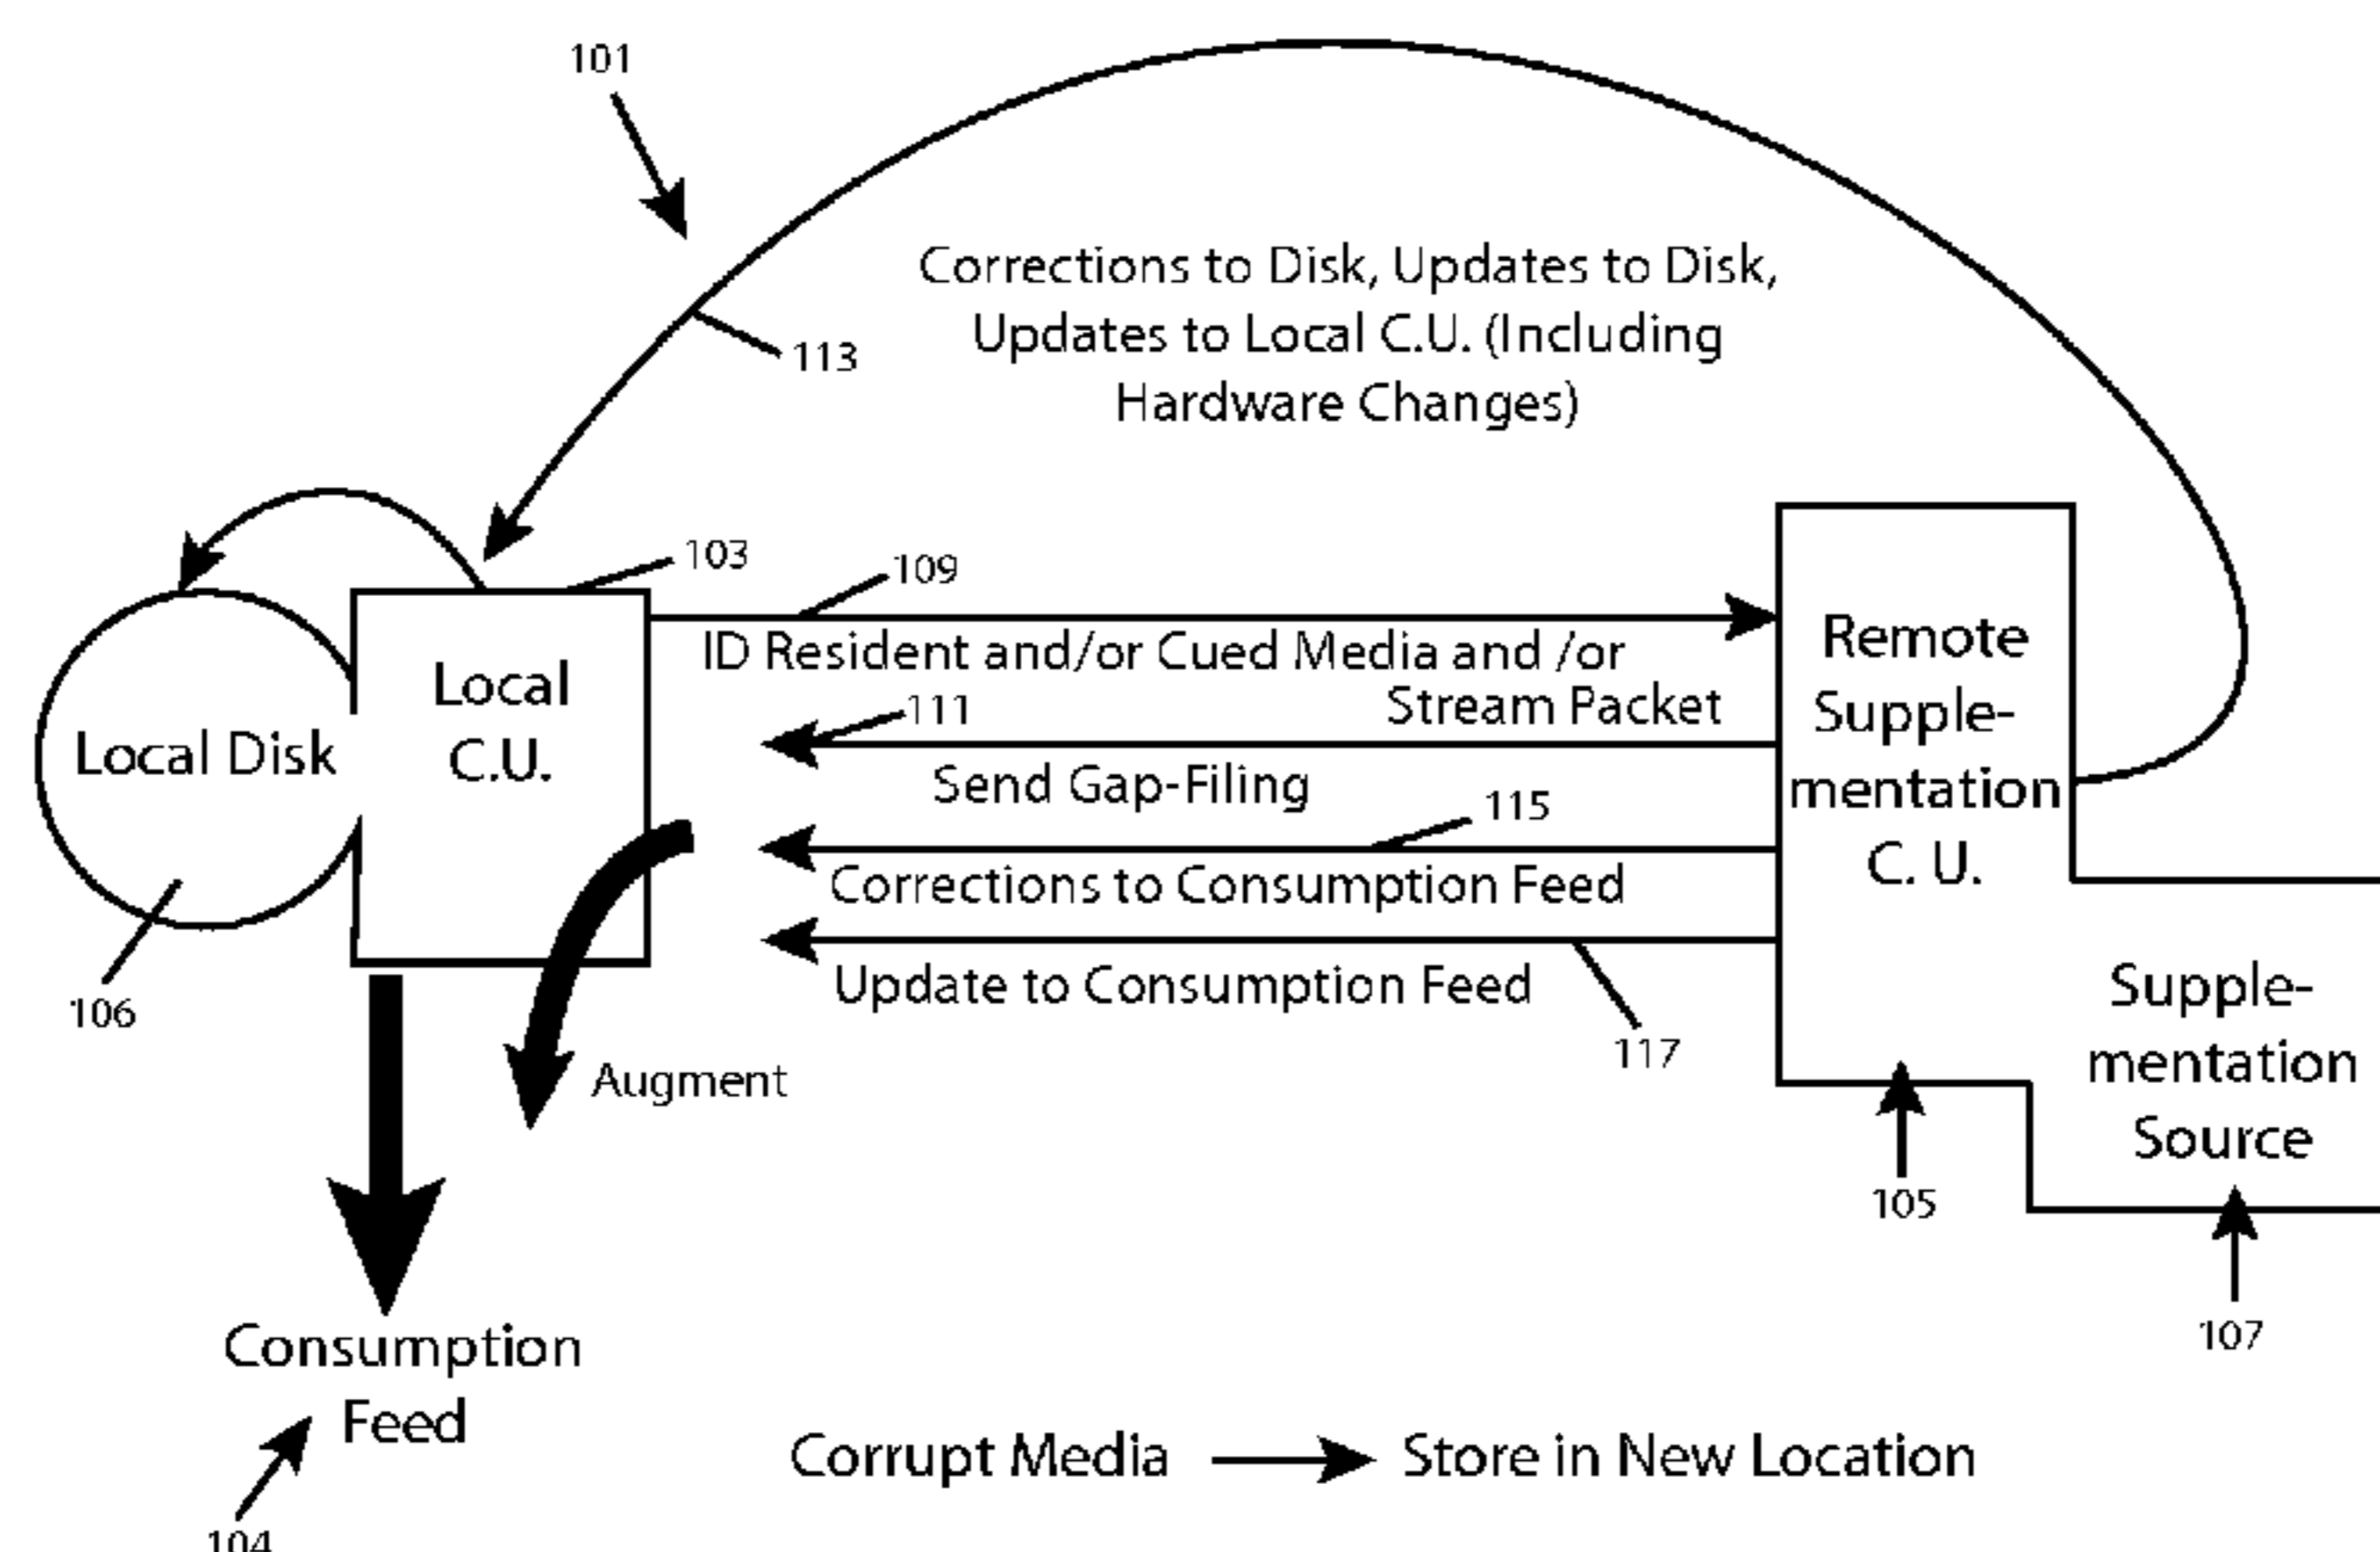 101
Corrections to Disk, Updates to Disk,
Updates to Local C.U. (Including
Hardware Changes)
113
103
109
ID Resident and/or Cued Media and /or
Stream Packet
111
Send Gap-Filing
115
Corrections to Consumption Feed
Update to Consumption Feed
117
Local
C.U.
Local Disk
106
Augment
Remote
Supple-
mentation
C. U.
Supple-
mentation
Source
105
107
Consumption
Feed
104
Corrupt Media
Store in New Location